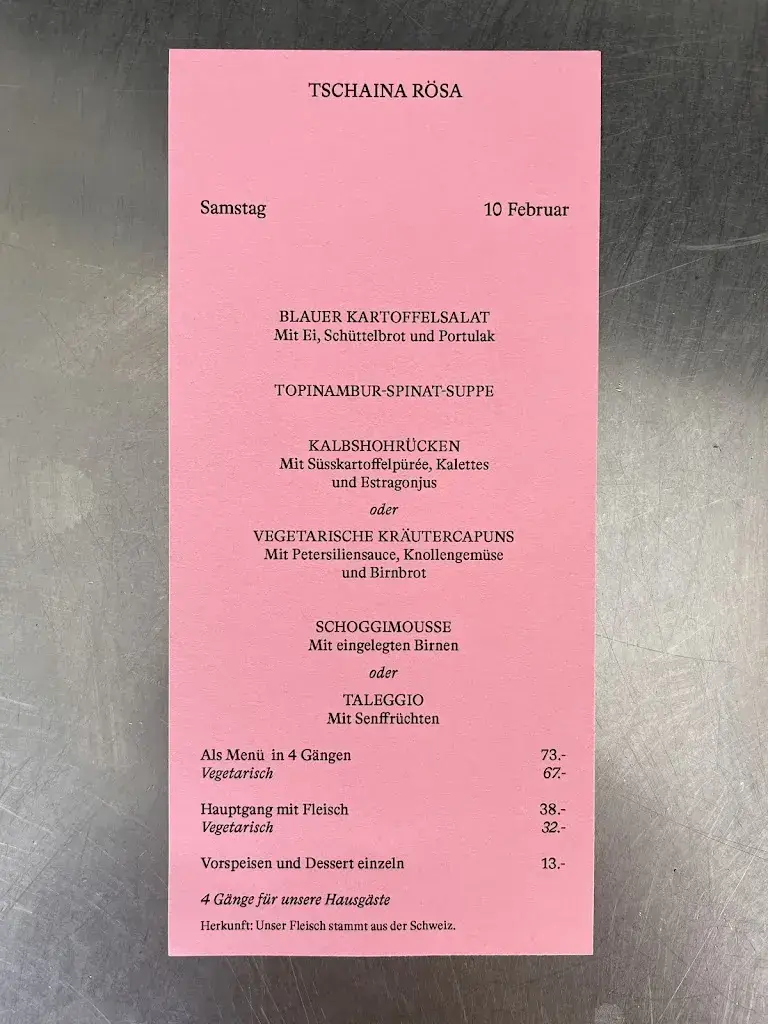 TSCHAINA RÖSA
Samstag 10 Februar
BLAUER KARTOFFELSALAT
Mit Ei, Schüttelbrot und Portulak
TOPINAMBUR-SPINAT-SUPPE
KALBSHOHRÜCKEN
Mit Süsskartoffelpürée, Kalettes
und Estragonjus
oder
VEGETARISCHE KRÄUTERCAPUNS
Mit Petersiliensauce, Knollengemüse
und Birnbrot
SCHOGGIMOUSSE
Mit eingelegten Birnen
oder
TALEGGIO
Mit Senffrüchten
Als Menü in 4 Gängen 73.-
Vegetarisch 67.-
Hauptgang mit Fleisch 38.-
Vegetarisch 32.-
Vorspeisen und Dessert einzeln 13.-
4 Gänge für unsere Hausgäste
Herkunft: Unser Fleisch stammt aus der Schweiz.